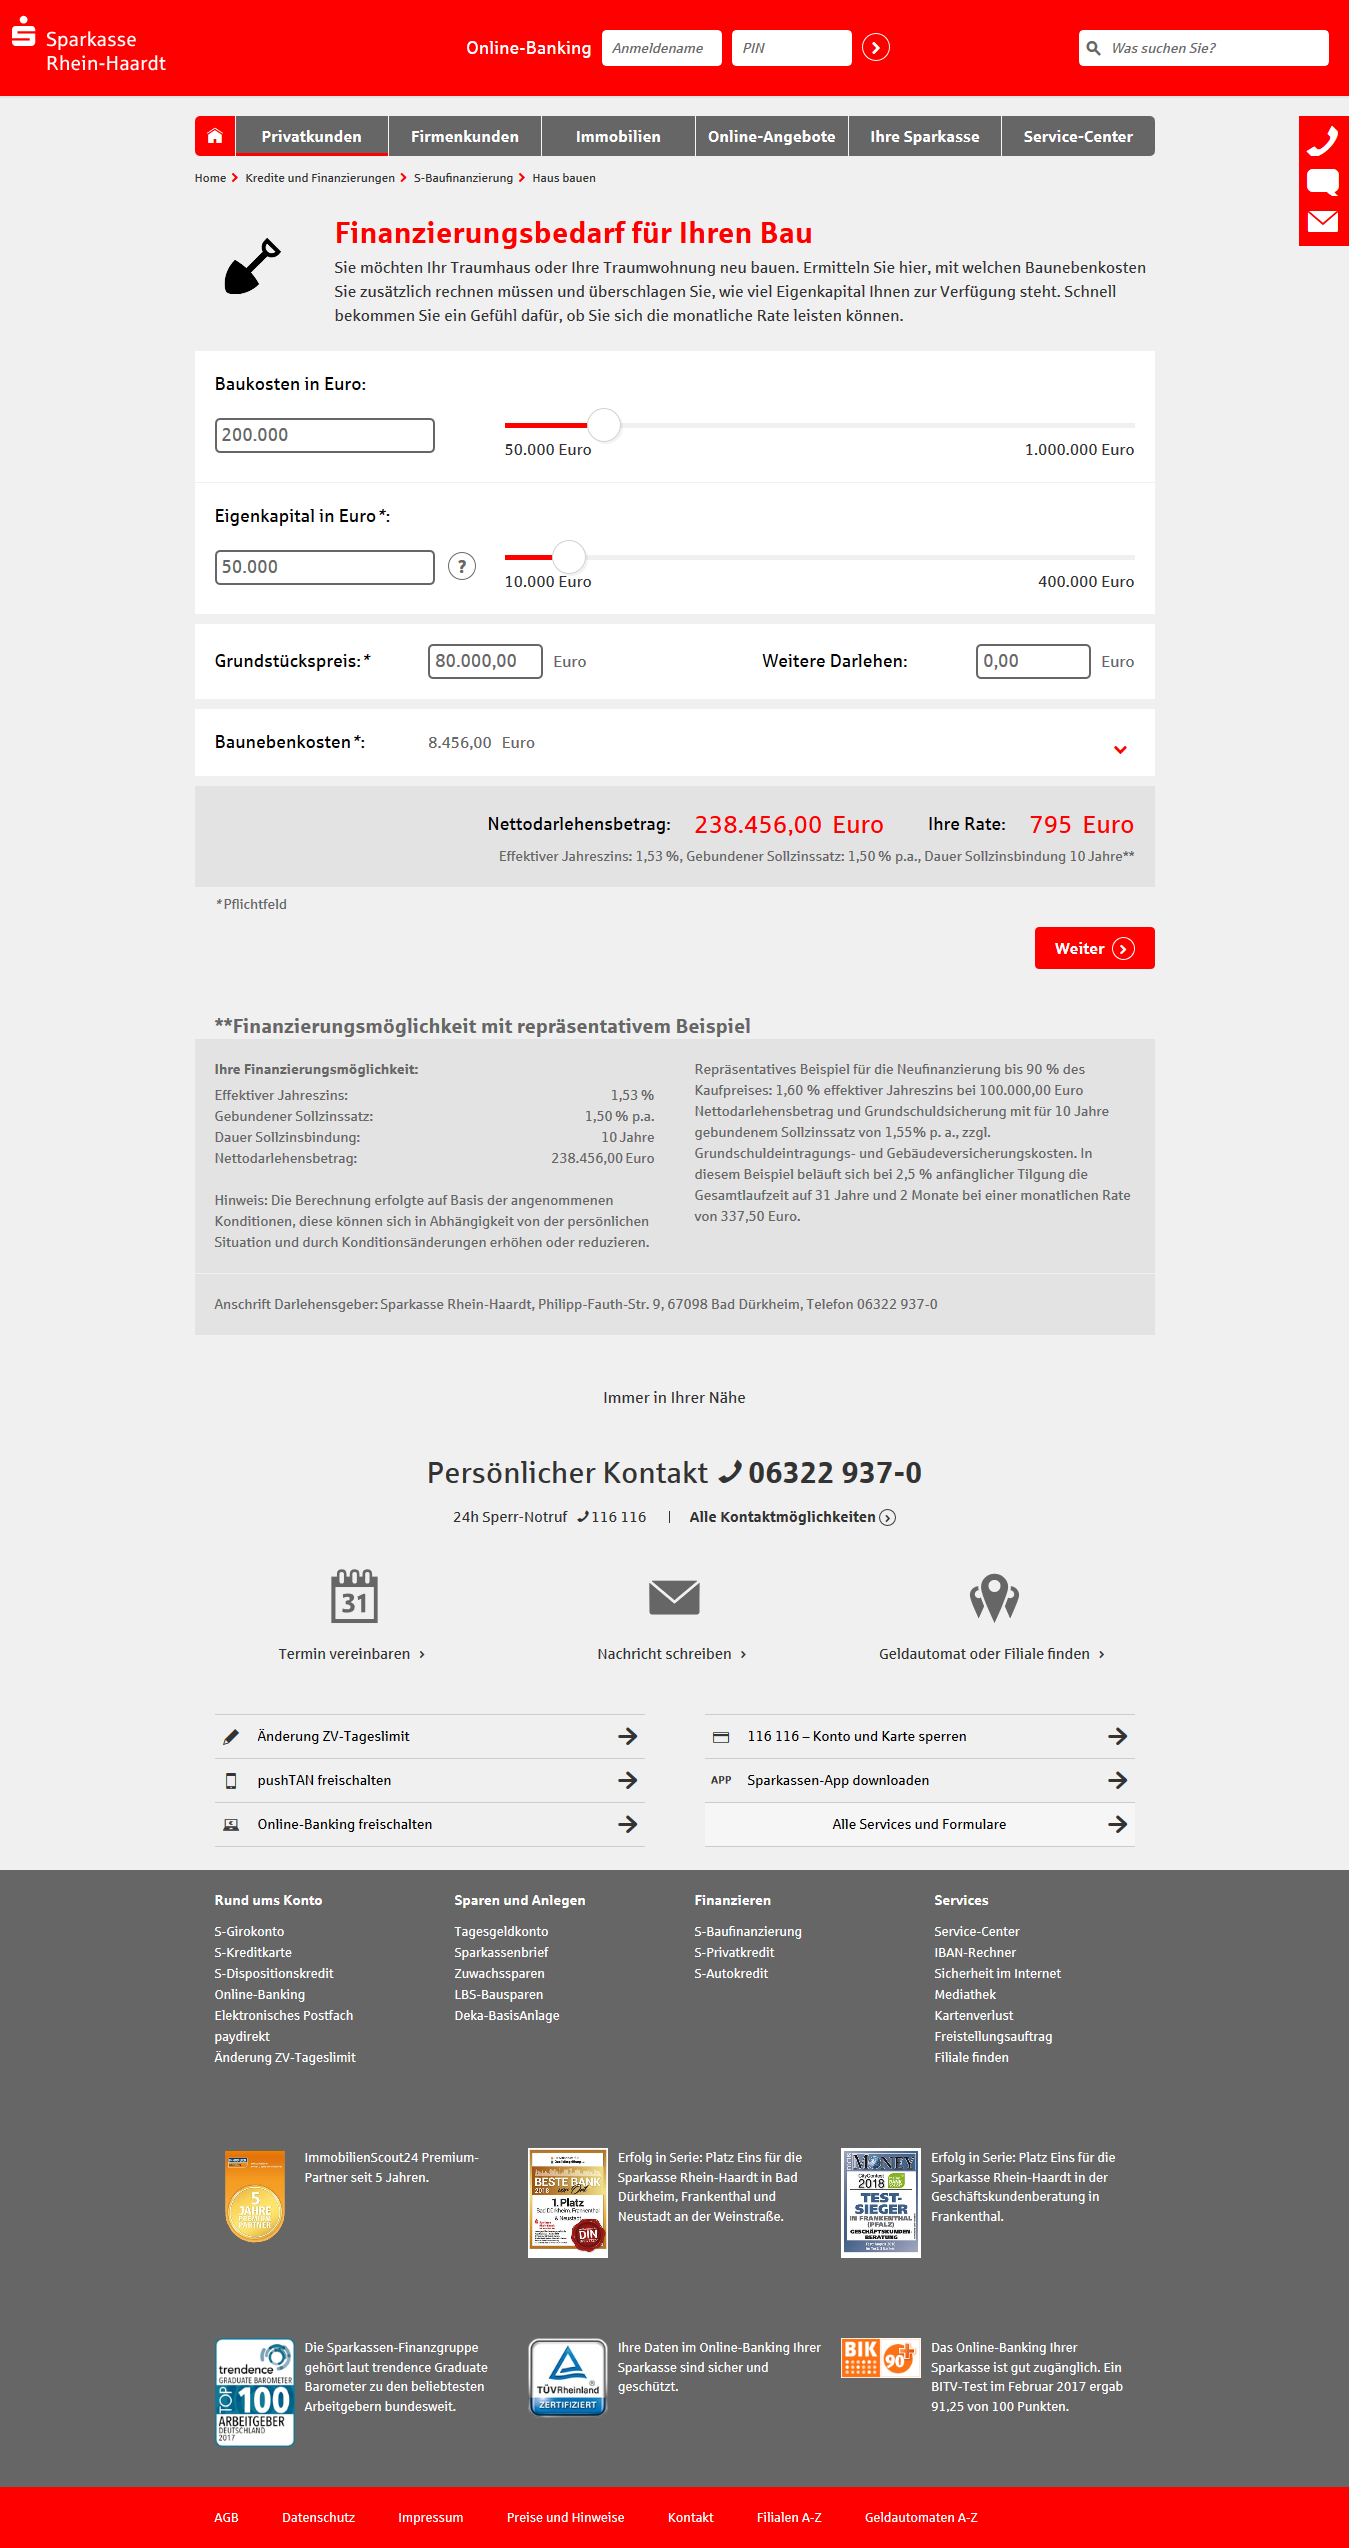 Sparkasse
Rhein-Haardt
Online-Banking Anmeldename PIN
Was suchen Sie?
Privatkunden Firmenkunden Immobilien Online-Angebote Ihre Sparkasse Service-Center
Home Kredite und Finanzierungen S-Baufinanzierung Haus bauen
Finanzierungsbedarf für Ihren Bau
Sie möchten Ihr Traumhaus oder Ihre Traumwohnung neu bauen. Ermitteln Sie hier, mit welchen Baunebenkosten
Sie zusätzlich rechnen müssen und überschlagen Sie, wie viel Eigenkapital Ihnen zur Verfügung steht. Schnell
bekommen Sie ein Gefühl dafür, ob Sie sich die monatliche Rate leisten können.
Baukosten in Euro:
200.000
50.000 Euro 1.000.000 Euro
Eigenkapital in Euro*:
50.000 ?
10.000 Euro 400.000 Euro
Grundstückspreis:* 80.000,00 Euro Weitere Darlehen: 0,00 Euro
Baunebenkosten*: 8.456,00 Euro
Nettodarlehensbetrag: 238.456,00 Euro Ihre Rate: 795 Euro
Effektiver Jahreszins: 1,53 %, Gebundener Sollzinssatz: 1,50 % p.a., Dauer Sollzinsbindung 10 Jahre**
*Pflichtfeld
Weiter
**Finanzierungsmöglichkeit mit repräsentativem Beispiel
Ihre Finanzierungsmöglichkeit:
Effektiver Jahreszins: 1,53 %
Gebundener Sollzinssatz: 1,50 % p.a.
Dauer Sollzinsbindung: 10 Jahre
Nettodarlehensbetrag: 238.456,00 Euro
Hinweis: Die Berechnung erfolgte auf Basis der angenommenen
Konditionen, diese können sich in Abhängigkeit von der persönlichen
Situation und durch Konditionsänderungen erhöhen oder reduzieren.
Repräsentatives Beispiel für die Neufinanzierung bis 90 % des
Kaufpreises: 1,60 % effektiver Jahreszins bei 100.000,00 Euro
Nettodarlehensbetrag und Grundschuldsicherung mit für 10 Jahre
gebundenem Sollzinssatz von 1,55% p. a., zzgl.
Grundschuldeintragungs- und Gebäudeversicherungskosten. In
diesem Beispiel beläuft sich bei 2,5 % anfänglicher Tilgung die
Gesamtlaufzeit auf 31 Jahre und 2 Monate bei einer monatlichen Rate
von 337,50 Euro.
Anschrift Darlehensgeber: Sparkasse Rhein-Haardt, Philipp-Fauth-Str. 9, 67098 Bad Dürkheim, Telefon 06322 937-0
Immer in Ihrer Nähe
Persönlicher Kontakt 06322 937-0
24h Sperr-Notruf 116 116 | Alle Kontaktmöglichkeiten
31
Termin vereinbaren Nachricht schreiben Geldautomat oder Filiale finden
Änderung ZV-Tageslimit
pushTAN freischalten
Online-Banking freischalten
116 116 – Konto und Karte sperren
APP Sparkassen-App downloaden
Alle Services und Formulare
Rund ums Konto
S-Girokonto
S-Kreditkarte
S-Dispositionskredit
Online-Banking
Elektronisches Postfach
paydirekt
Änderung ZV-Tageslimit
Sparen und Anlegen
Tagesgeldkonto
Sparkassenbrief
Zuwachssparen
LBS-Bausparen
Deka-BasisAnlage
Finanzieren
S-Baufinanzierung
S-Privatkredit
S-Autokredit
Services
Service-Center
IBAN-Rechner
Sicherheit im Internet
Mediathek
Kartenverlust
Freistellungsauftrag
Filiale finden
5
JAHRE
PREMIUM
PARTNER
ImmobilienScout24 Premium-
Partner seit 5 Jahren.
BESTE BANK
2018 vor Ort
1. Platz
Bad Dürkheim, Frankenthal
& Neustadt
DIN
Erfolg in Serie: Platz Eins für die
Sparkasse Rhein-Haardt in Bad
Dürkheim, Frankenthal und
Neustadt an der Weinstraße.
MONEY
CityContest
2018
TEST-
SIEGER
IN FRANKENTHAL
(PFALZ)
GESCHÄFTSKUNDEN-
BERATUNG
Erfolg in Serie: Platz Eins für die
Sparkasse Rhein-Haardt in der
Geschäftskundenberatung in
Frankenthal.
trendence
GRADUATE BAROMETER
TOP 100
ARBEITGEBER
DEUTSCHLAND
2017
Die Sparkassen-Finanzgruppe
gehört laut trendence Graduate
Barometer zu den beliebtesten
Arbeitgebern bundesweit.
TÜVRheinland
ZERTIFIZIERT
Ihre Daten im Online-Banking Ihrer
Sparkasse sind sicher und
geschützt.
BIK 90+
Das Online-Banking Ihrer
Sparkasse ist gut zugänglich. Ein
BITV-Test im Februar 2017 ergab
91,25 von 100 Punkten.
AGB Datenschutz Impressum Preise und Hinweise Kontakt Filialen A-Z Geldautomaten A-Z